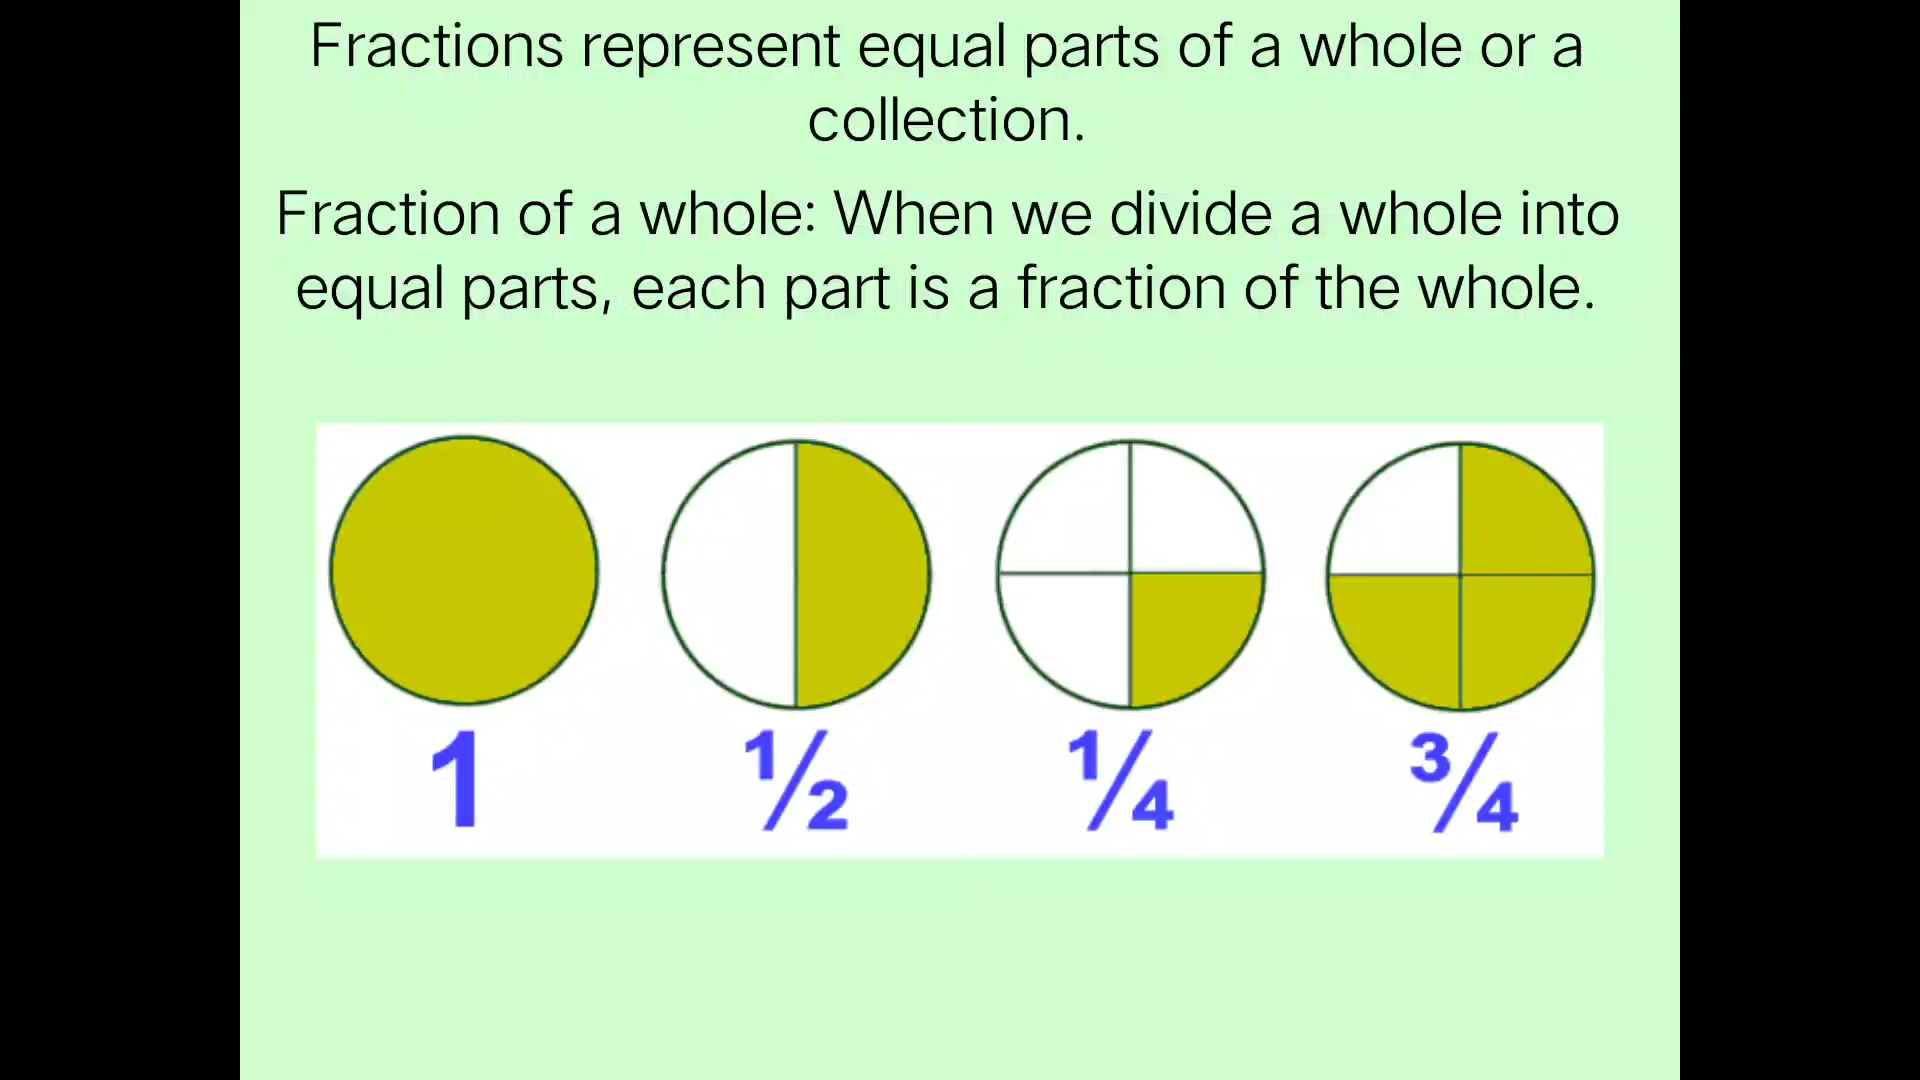 Fractions represent equal parts of a whole or a
collection.
Fraction of a whole: When we divide a whole into
equal parts, each part is a fraction of the whole.
1 ½ ¼ ¾